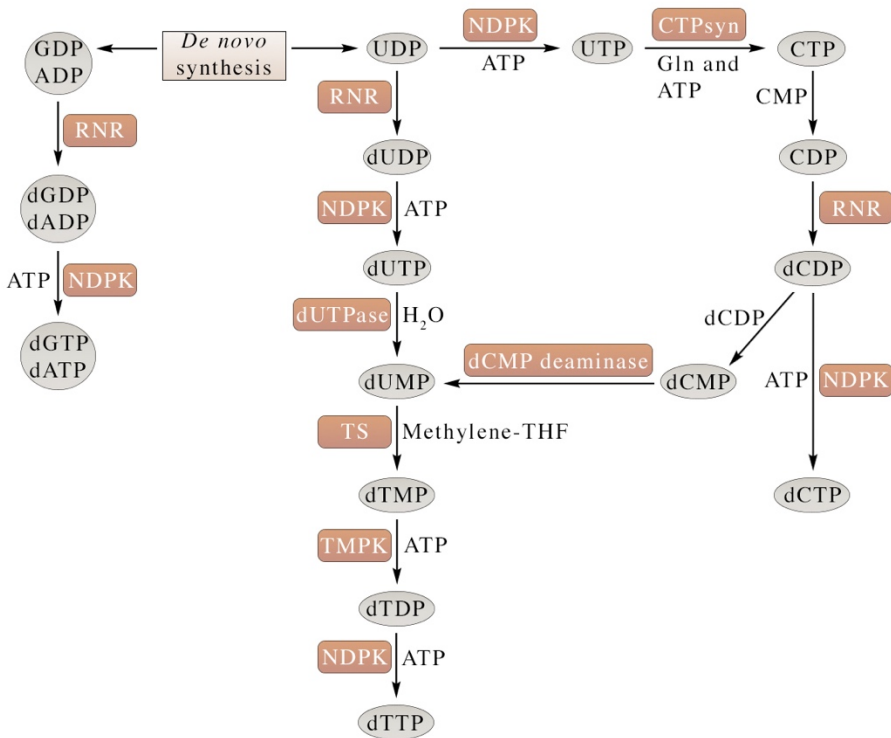 GDP
ADP
De novo
synthesis
UDP
NDPK
ATP
UTP
CTPsyn
Gln and
ATP
CTP
RNR
RNR
CMP
dUDP
CDP
dGDP
dADP
NDPK
ATP
RNR
ATP
NDPK
dUTP
dCDP
dUTPase
H₂O
dCDP
dGTP
dATP
dUMP
dCMP deaminase
dCMP
ATP
NDPK
TS
Methylene-THF
dTMP
dCTP
TMPK
ATP
dTDP
NDPK
ATP
dTTP